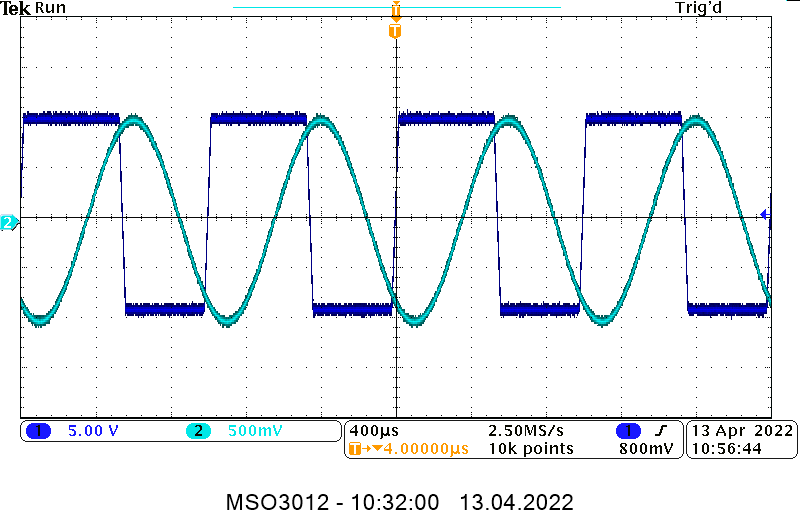 Tek Run Trig'd
T
T
2
1 5.00 V 2 500mV 400µs 2.50MS/s 1 13 Apr 2022
T→▼4.00000µs 10k points 800mV 10:56:44
MSO3012 - 10:32:00 13.04.2022